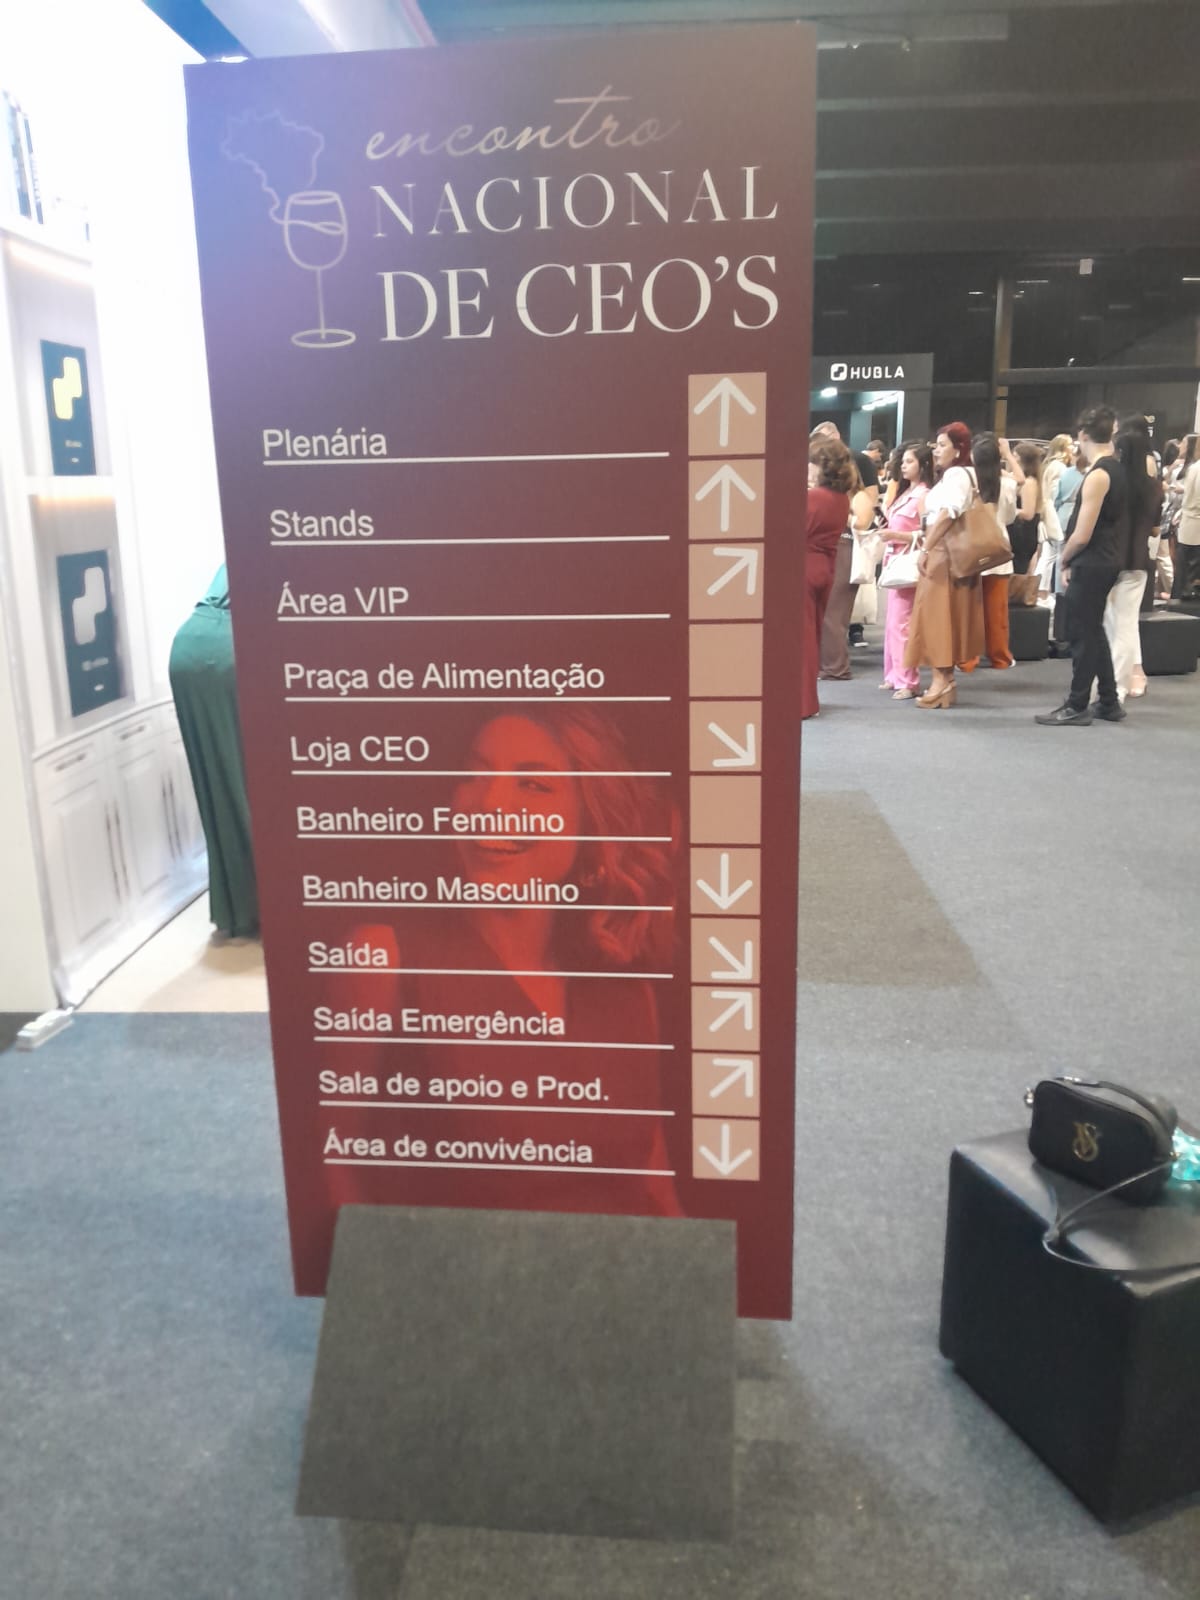 encontro
NACIONAL
DE CEO'S
Plenária
Stands
Área VIP
Praça de Alimentação
Loja CEO
Banheiro Feminino
Banheiro Masculino
Saída
Saída Emergência
Sala de apoio e Prod.
Área de convivência
HUBLA